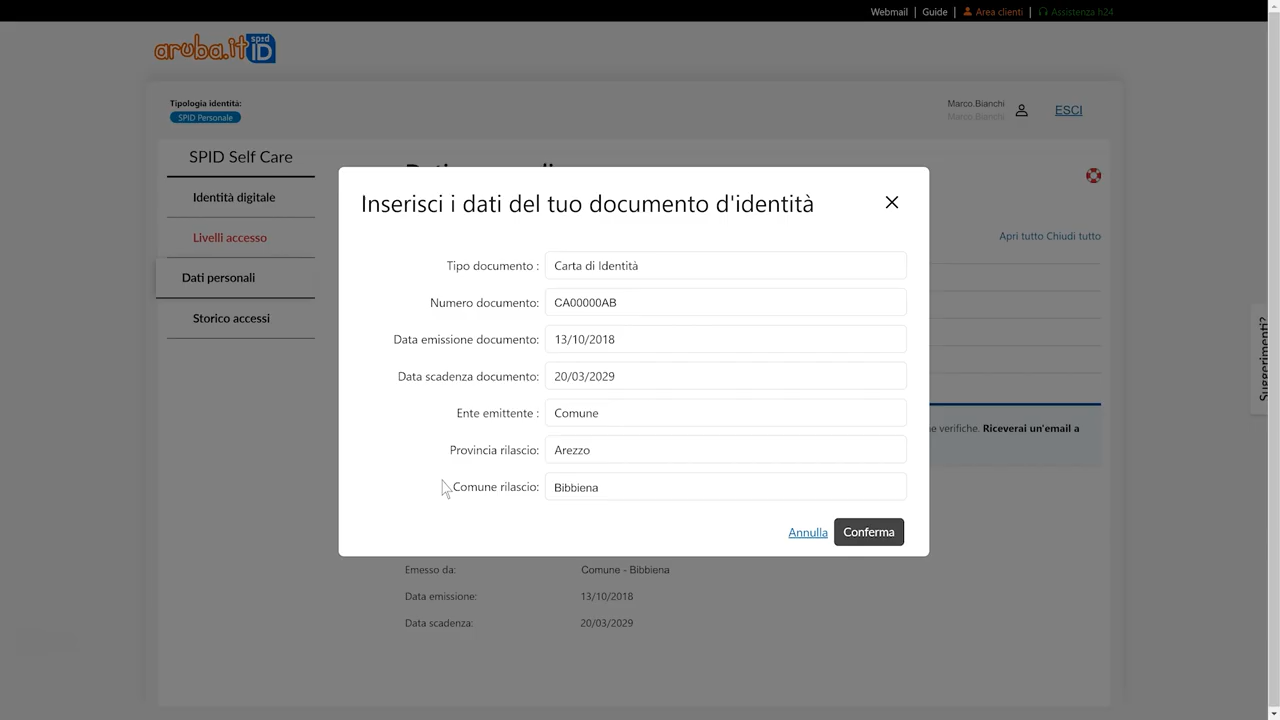 Webmail | Guide | Area clienti | Assistenza h24
aruba.it spid ID
Tipologia identità:
SPID Personale
Marco.Bianchi
Marco.Bianchi
ESCI
SPID Self Care
Identità digitale
Livelli accesso
Dati personali
Storico accessi
Apri tutto Chiudi tutto
Suggerimenti?
Inserisci i dati del tuo documento d'identità
Tipo documento : Carta di Identità
Numero documento: CA00000AB
Data emissione documento: 13/10/2018
Data scadenza documento: 20/03/2029
Ente emittente : Comune
Provincia rilascio: Arezzo
Comune rilascio: Bibbiena
Annulla Conferma
ne verifiche. Riceverai un'email a
Emesso da: Comune - Bibbiena
Data emissione: 13/10/2018
Data scadenza: 20/03/2029